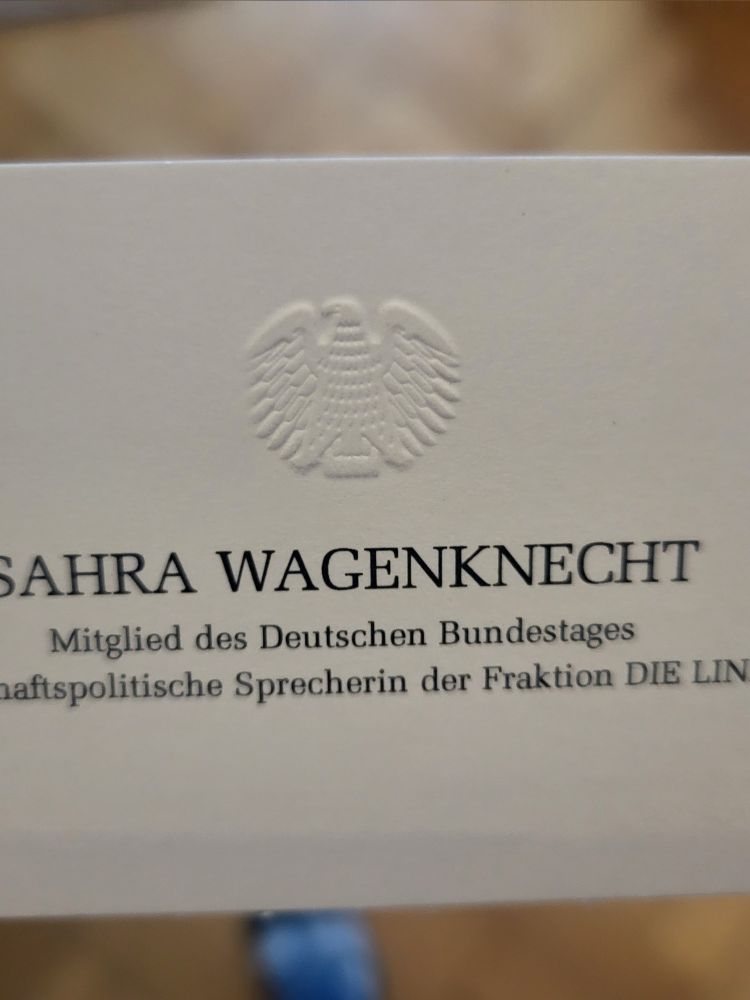 SAHRA WAGENKNECHT
Mitglied des Deutschen Bundestages
haftspolitische Sprecherin der Fraktion DIE LIN